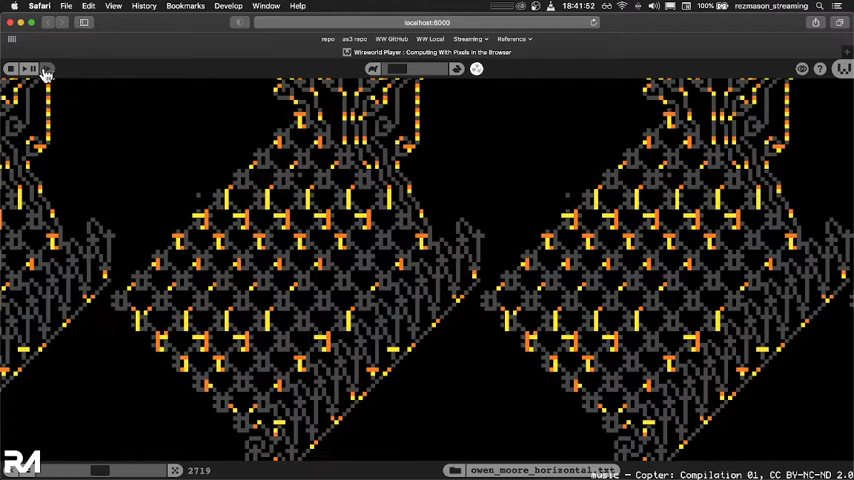 Safari File Edit View History Bookmarks Develop Window Help 100% 18:41:52 rezmason_streaming
localhost:8000
repo as3 repo WW GitHub WW Local Streaming Reference
Wireworld Player : Computing With Pixels in the Browser
?
RM 2719 owen_moore_horizontal.txt
music - Copter: Compilation 01, CC BY-NC-ND 2.0